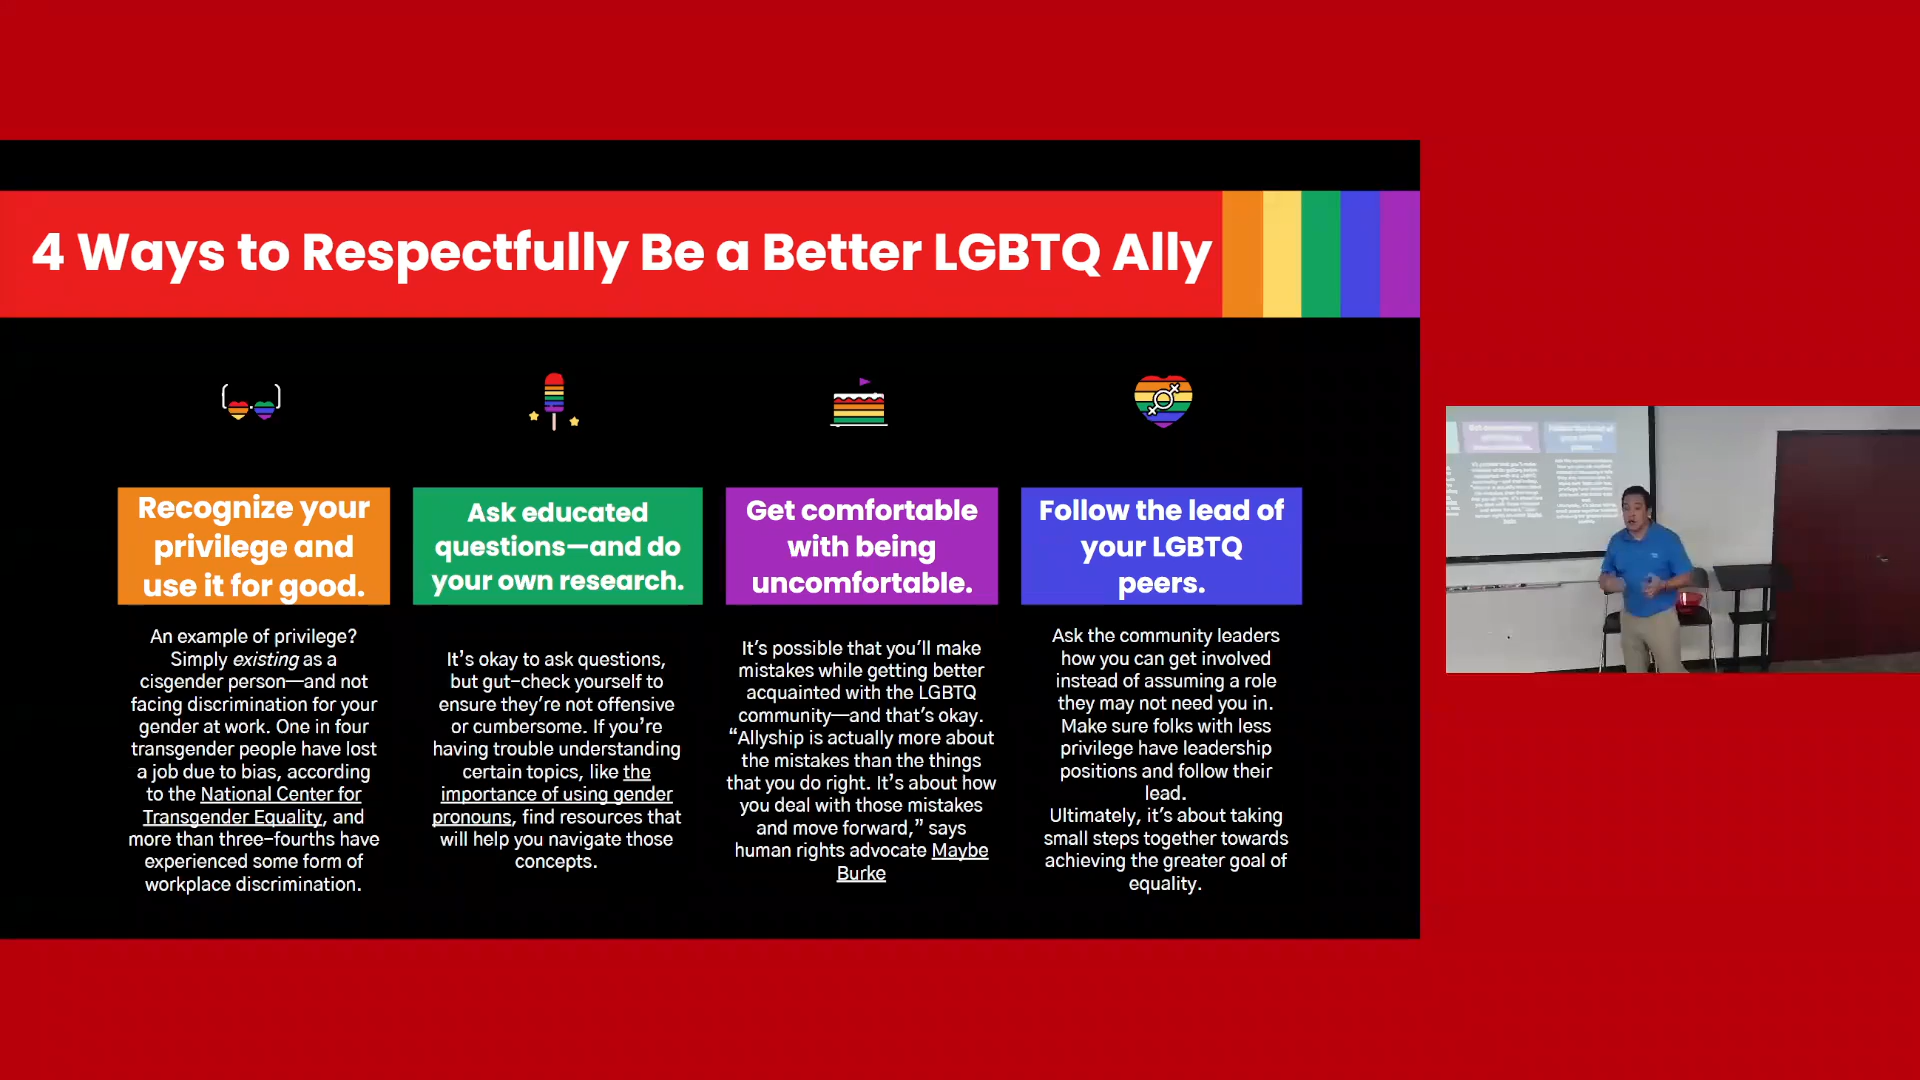 4 Ways to Respectfully Be a Better LGBTQ Ally
Recognize your
privilege and
use it for good.
An example of privilege?
Simply existing as a
cisgender person—and not
facing discrimination for your
gender at work. One in four
transgender people have lost
a job due to bias, according
to the National Center for
Transgender Equality, and
more than three-fourths have
experienced some form of
workplace discrimination.
Ask educated
questions—and do
your own research.
It's okay to ask questions,
but gut-check yourself to
ensure they're not offensive
or cumbersome. If you're
having trouble understanding
certain topics, like the
importance of using gender
pronouns, find resources that
will help you navigate those
concepts.
Get comfortable
with being
uncomfortable.
It's possible that you'll make
mistakes while getting better
acquainted with the LGBTQ
community—and that's okay.
“Allyship is actually more about
the mistakes than the things
that you do right. It's about how
you deal with those mistakes
and move forward,” says
human rights advocate Maybe
Burke
Follow the lead of
your LGBTQ
peers.
Ask the community leaders
how you can get involved
instead of assuming a role
they may not need you in.
Make sure folks with less
privilege have leadership
positions and follow their
lead.
Ultimately, it's about taking
small steps together towards
achieving the greater goal of
equality.